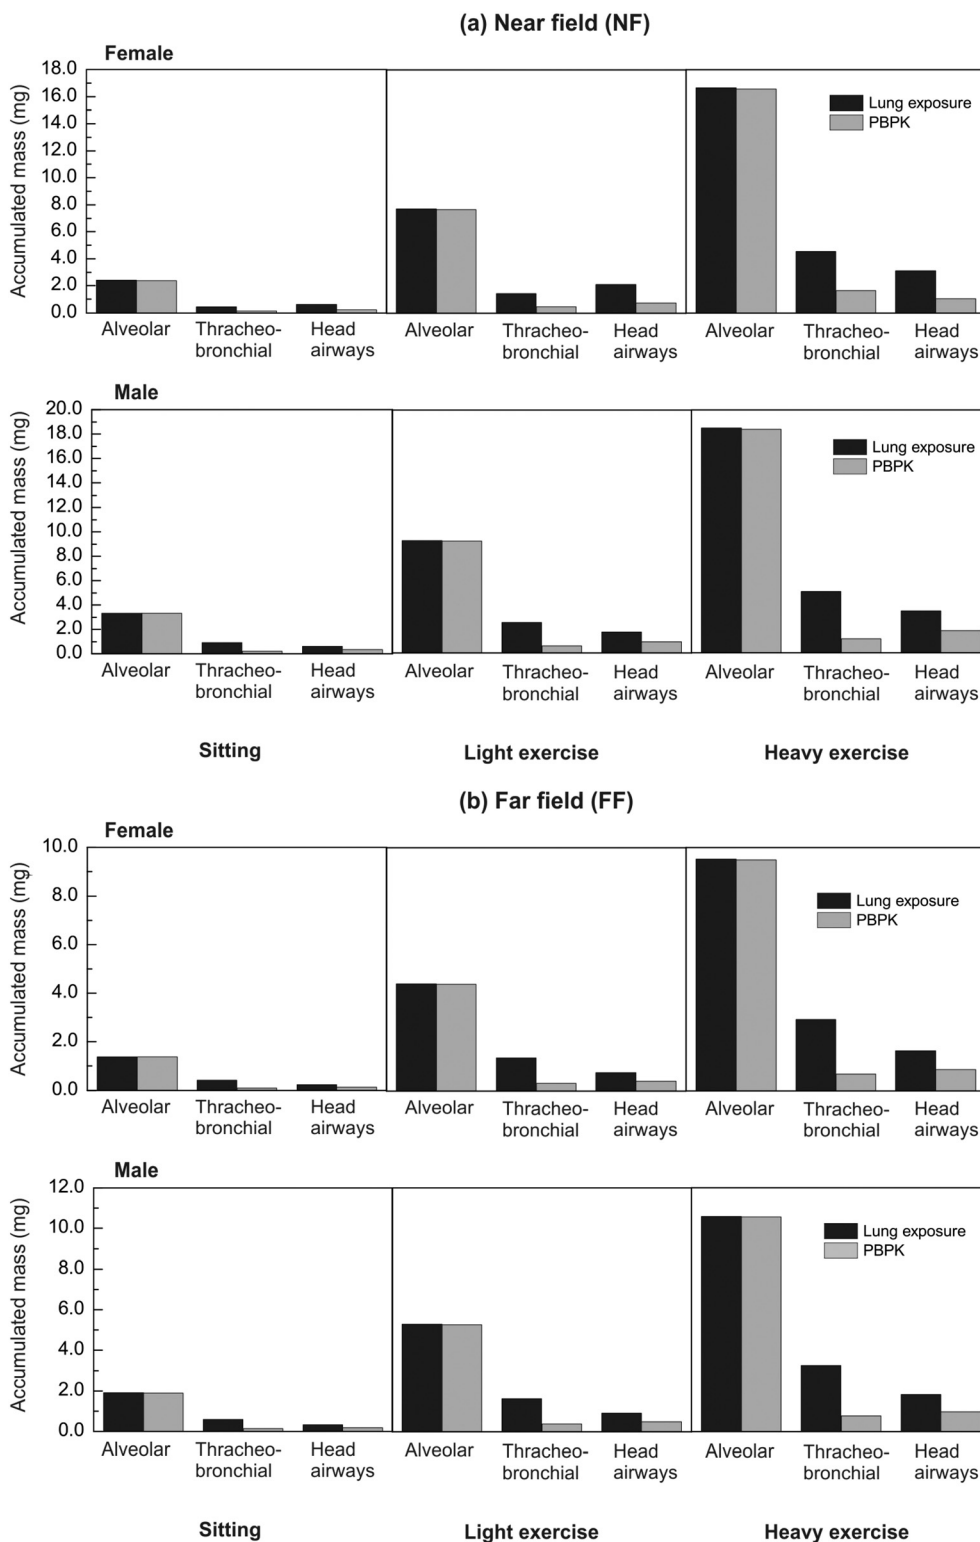 (a) Near field (NF)
Female
Accumulated mass (mg)
18.0
16.0
14.0
12.0
10.0
8.0
6.0
4.0
2.0
0.0
Lung exposure
PBPK
Alveolar Thracheo- Head Alveolar Thracheo- Head Alveolar Thracheo- Head
bronchial airways bronchial airways bronchial airways
Male
Accumulated mass (mg)
20.0
18.0
16.0
14.0
12.0
10.0
8.0
6.0
4.0
2.0
0.0
Lung exposure
PBPK
Alveolar Thracheo- Head Alveolar Thracheo- Head Alveolar Thracheo- Head
bronchial airways bronchial airways bronchial airways
Sitting Light exercise Heavy exercise
(b) Far field (FF)
Female
Accumulated mass (mg)
10.0
8.0
6.0
4.0
2.0
0.0
Lung exposure
PBPK
Alveolar Thracheo- Head Alveolar Thracheo- Head Alveolar Thracheo- Head
bronchial airways bronchial airways bronchial airways
Male
Accumulated mass (mg)
12.0
10.0
8.0
6.0
4.0
2.0
0.0
Lung exposure
PBPK
Alveolar Thracheo- Head Alveolar Thracheo- Head Alveolar Thracheo- Head
bronchial airways bronchial airways bronchial airways
Sitting Light exercise Heavy exercise